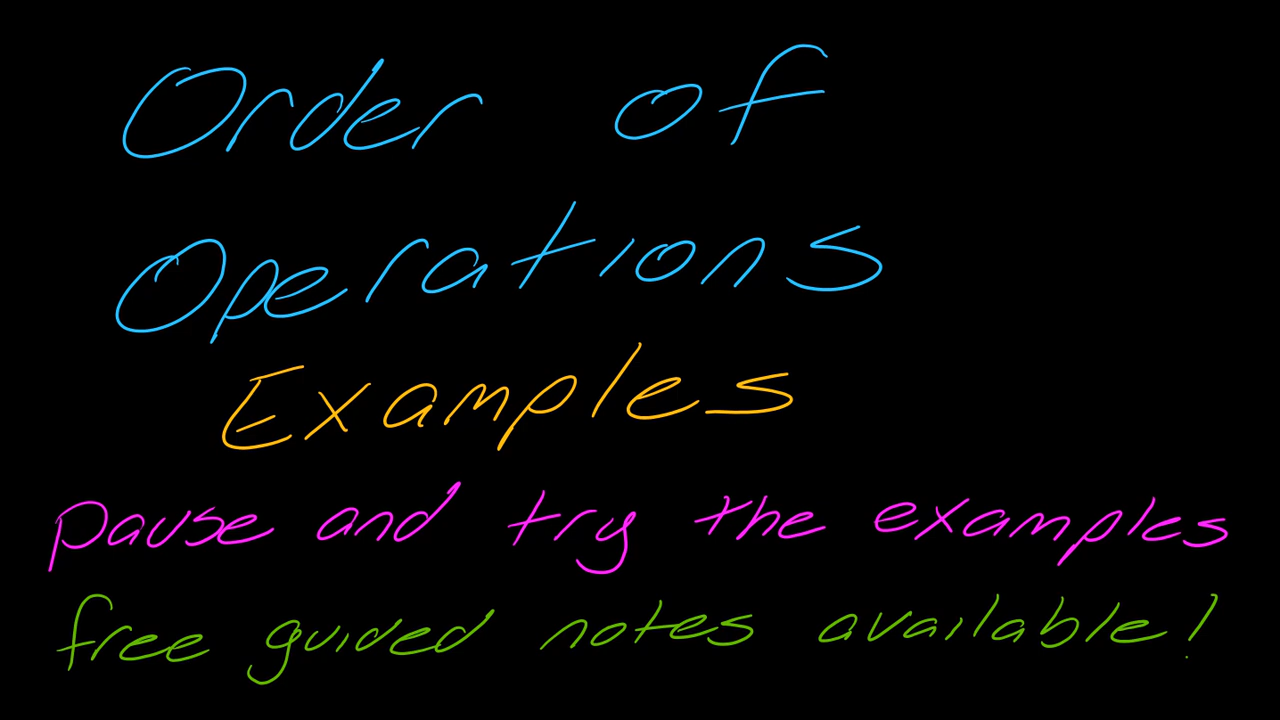 Order of
Operations
Examples
pause and try the examples
free guided notes available!